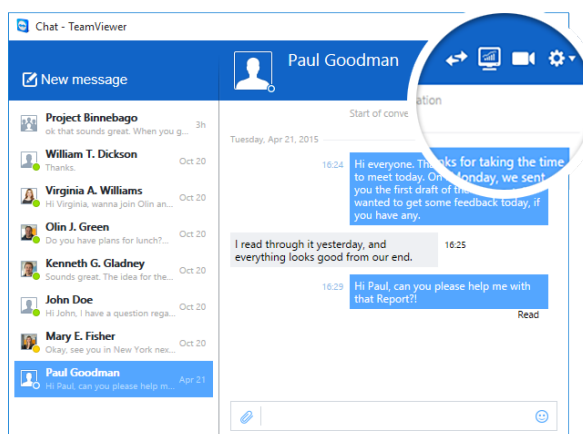 Chat - TeamViewer
New message
Paul Goodman
Project Binnebago
3h
ok that sounds great. When you g...
William T. Dickson
Thanks.
Oct 20
Virginia A. Williams
Hi Virginia, wanna join Olin an...
Oct 20
Olin J. Green
Do you have plans for lunch?...
Oct 20
Kenneth G. Gladney
Sounds great. The idea for the...
Oct 20
John Doe
Hi John, I have a question rega...
Oct 20
Mary E. Fisher
Okay, see you in New York nex...
Oct 20
Paul Goodman
Hi Paul, can you please help m...
Apr 21
ation
Start of conve
Tuesday, Apr 21, 2015
16:24
Hi everyone. Thanks for taking the time
to meet today. On Monday, we sent
you the first draft of the
wanted to get some feedback today, if
you have any.
I read through it yesterday, and
everything looks good from our end.
16:25
16:29
Hi Paul, can you please help me with
that Report?!
Read